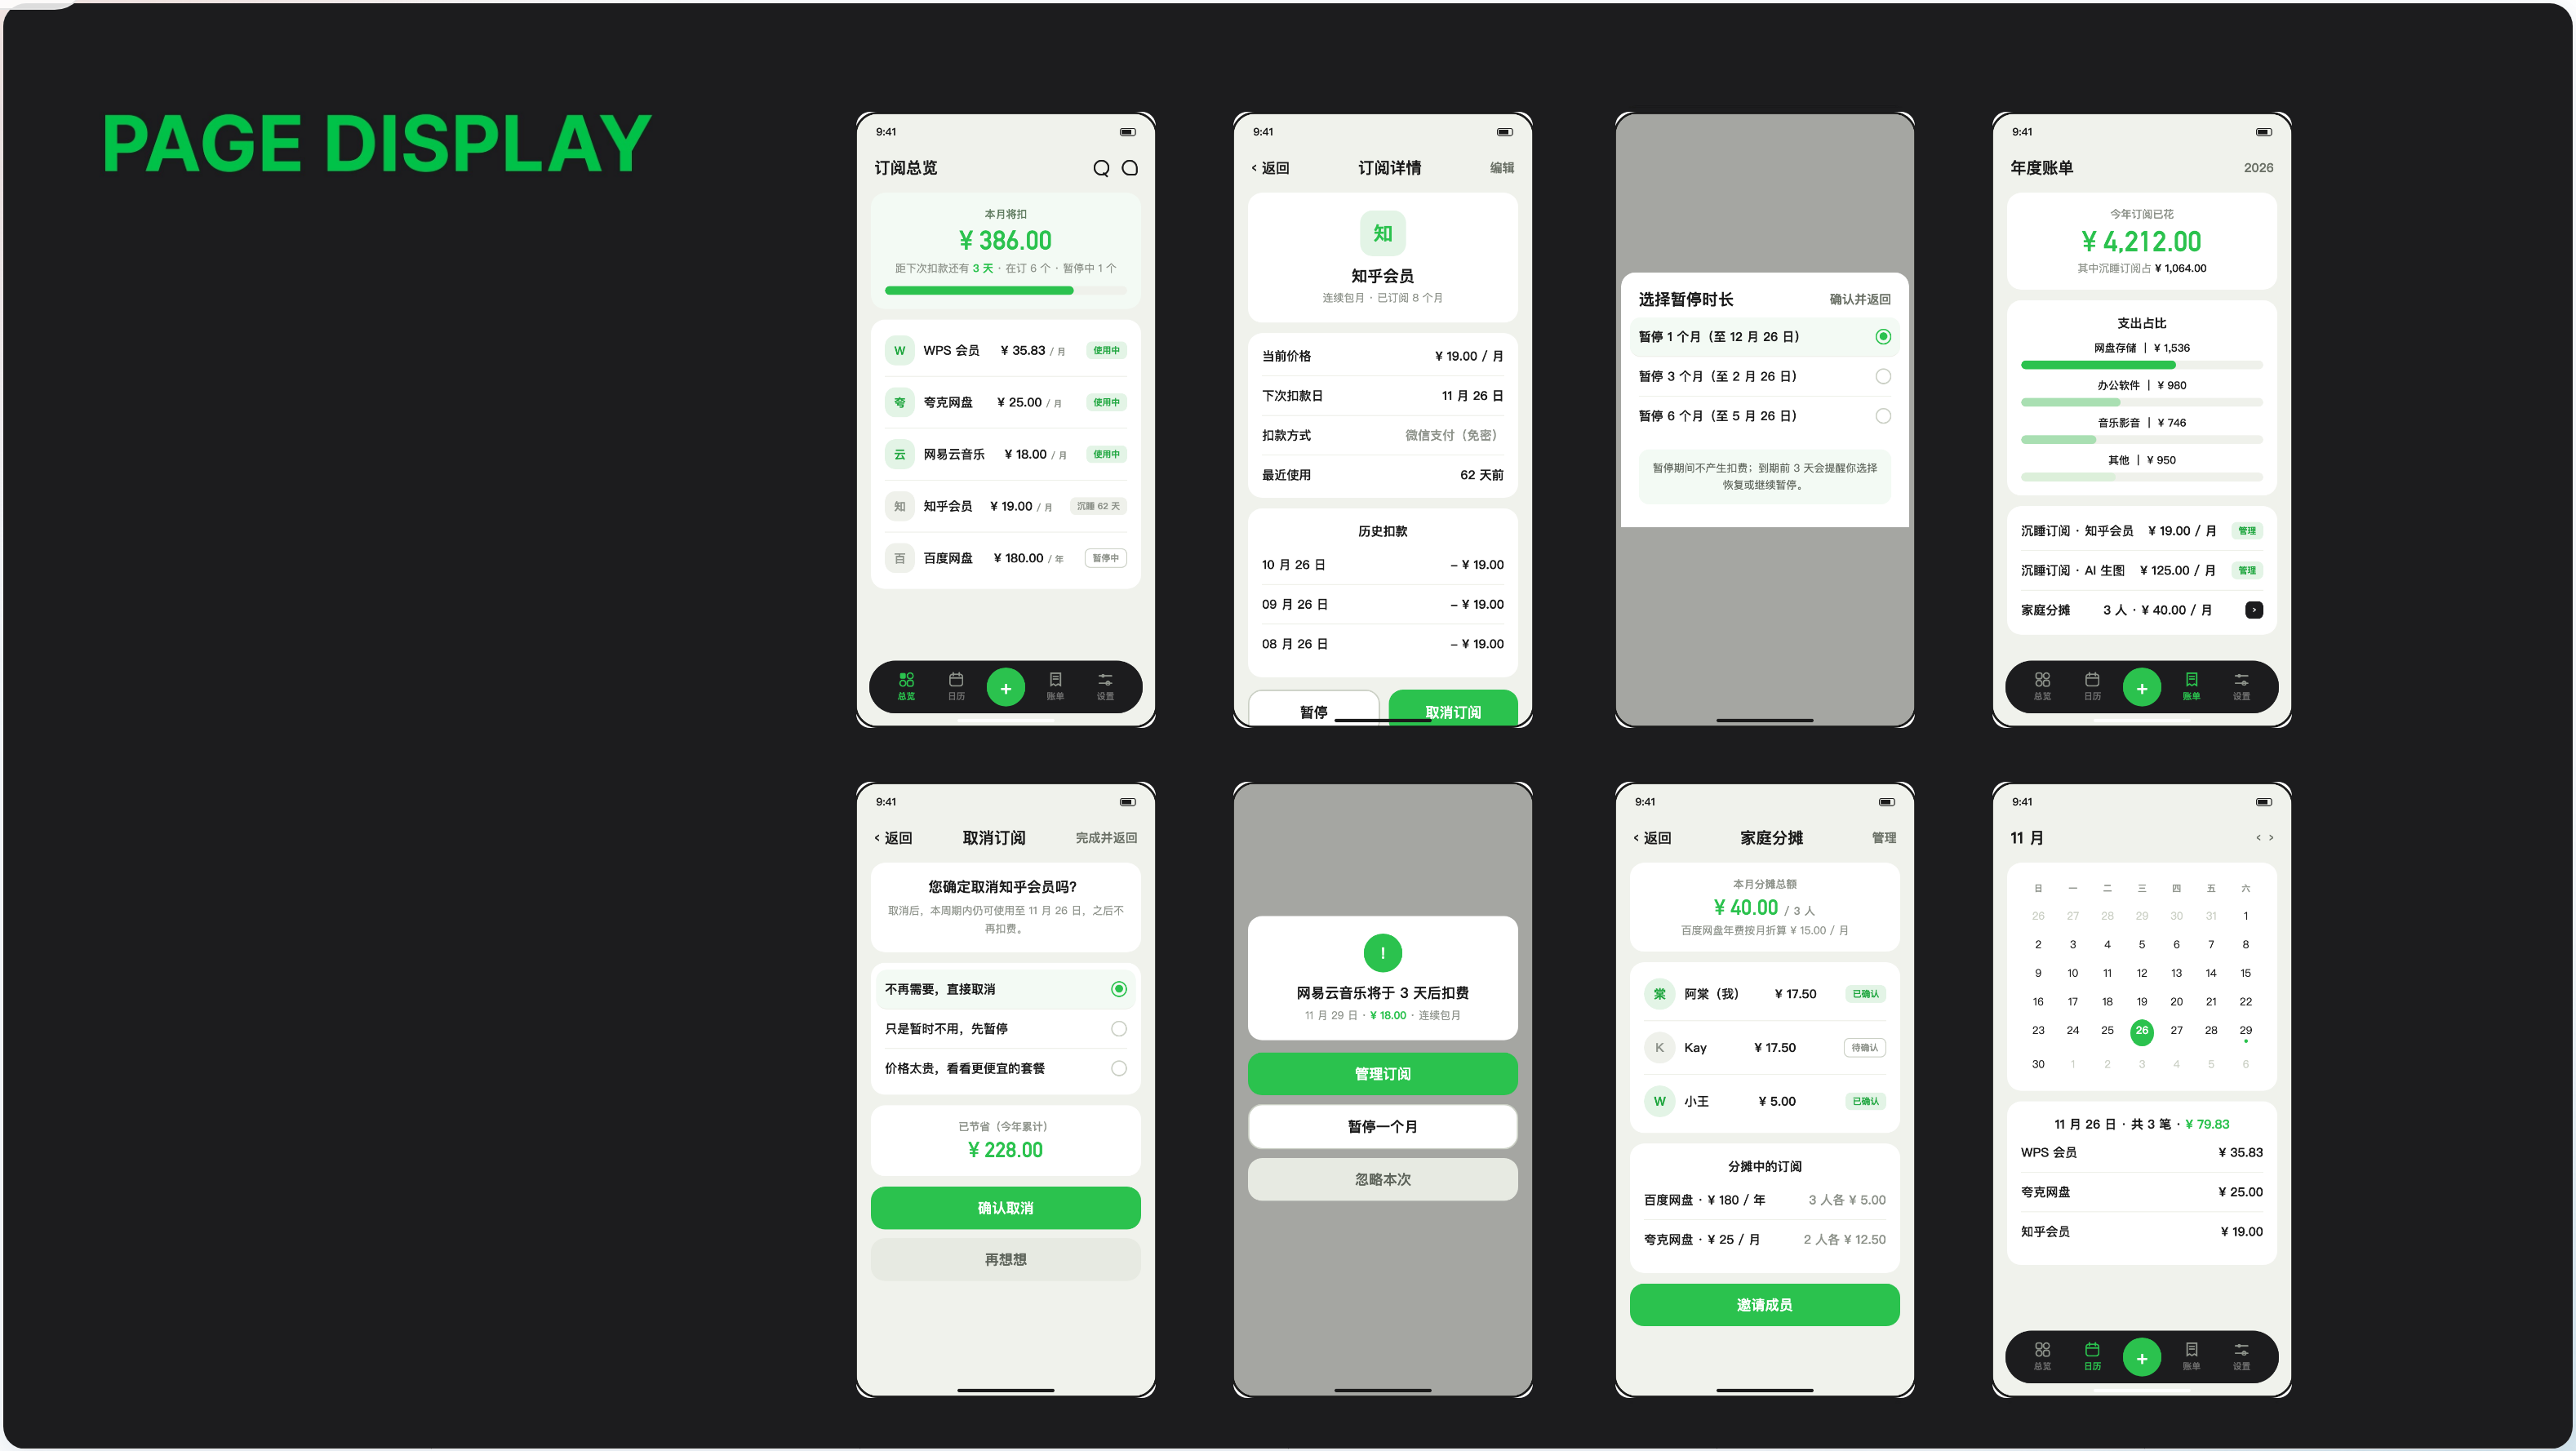 PAGE DISPLAY
9:41
订阅总览
本月将扣
¥ 386.00
距下次扣款还有 3 天 · 在订 6 个 · 暂停中 1 个
W WPS 会员 ¥ 35.83 / 月 使用中
夸 夸克网盘 ¥ 25.00 / 月 使用中
云 网易云音乐 ¥ 18.00 / 月 使用中
知 知乎会员 ¥ 19.00 / 月 沉睡 62 天
百 百度网盘 ¥ 180.00 / 年 暂停中
总览 日历 + 账单 设置
9:41
‹ 返回 订阅详情 编辑
知
知乎会员
连续包月 · 已订阅 8 个月
当前价格 ¥ 19.00 / 月
下次扣款日 11 月 26 日
扣款方式 微信支付（免密）
最近使用 62 天前
历史扣款
10 月 26 日 – ¥ 19.00
09 月 26 日 – ¥ 19.00
08 月 26 日 – ¥ 19.00
暂停 取消订阅
选择暂停时长 确认并返回
暂停 1 个月（至 12 月 26 日）
暂停 3 个月（至 2 月 26 日）
暂停 6 个月（至 5 月 26 日）
暂停期间不产生扣费；到期前 3 天会提醒你选择
恢复或继续暂停。
9:41
年度账单 2026
今年订阅已花
¥ 4,212.00
其中沉睡订阅占 ¥ 1,064.00
支出占比
网盘存储 | ¥ 1,536
办公软件 | ¥ 980
音乐影音 | ¥ 746
其他 | ¥ 950
沉睡订阅 · 知乎会员 ¥ 19.00 / 月 管理
沉睡订阅 · AI 生图 ¥ 125.00 / 月 管理
家庭分摊 3 人 · ¥ 40.00 / 月 ›
总览 日历 + 账单 设置
9:41
‹ 返回 取消订阅 完成并返回
您确定取消知乎会员吗？
取消后，本周期内仍可使用至 11 月 26 日，之后不
再扣费。
不再需要，直接取消
只是暂时不用，先暂停
价格太贵，看看更便宜的套餐
已节省（今年累计）
¥ 228.00
确认取消
再想想
!
网易云音乐将于 3 天后扣费
11 月 29 日 · ¥ 18.00 · 连续包月
管理订阅
暂停一个月
忽略本次
9:41
‹ 返回 家庭分摊 管理
本月分摊总额
¥ 40.00 / 3 人
百度网盘年费按月折算 ¥ 15.00 / 月
棠 阿棠（我） ¥ 17.50 已确认
K Kay ¥ 17.50 待确认
W 小王 ¥ 5.00 已确认
分摊中的订阅
百度网盘 · ¥ 180 / 年 3 人各 ¥ 5.00
夸克网盘 · ¥ 25 / 月 2 人各 ¥ 12.50
邀请成员
9:41
11 月 ‹ ›
日 一 二 三 四 五 六
26 27 28 29 30 31 1
2 3 4 5 6 7 8
9 10 11 12 13 14 15
16 17 18 19 20 21 22
23 24 25 26 27 28 29
30 1 2 3 4 5 6
11 月 26 日 · 共 3 笔 · ¥ 79.83
WPS 会员 ¥ 35.83
夸克网盘 ¥ 25.00
知乎会员 ¥ 19.00
总览 日历 + 账单 设置